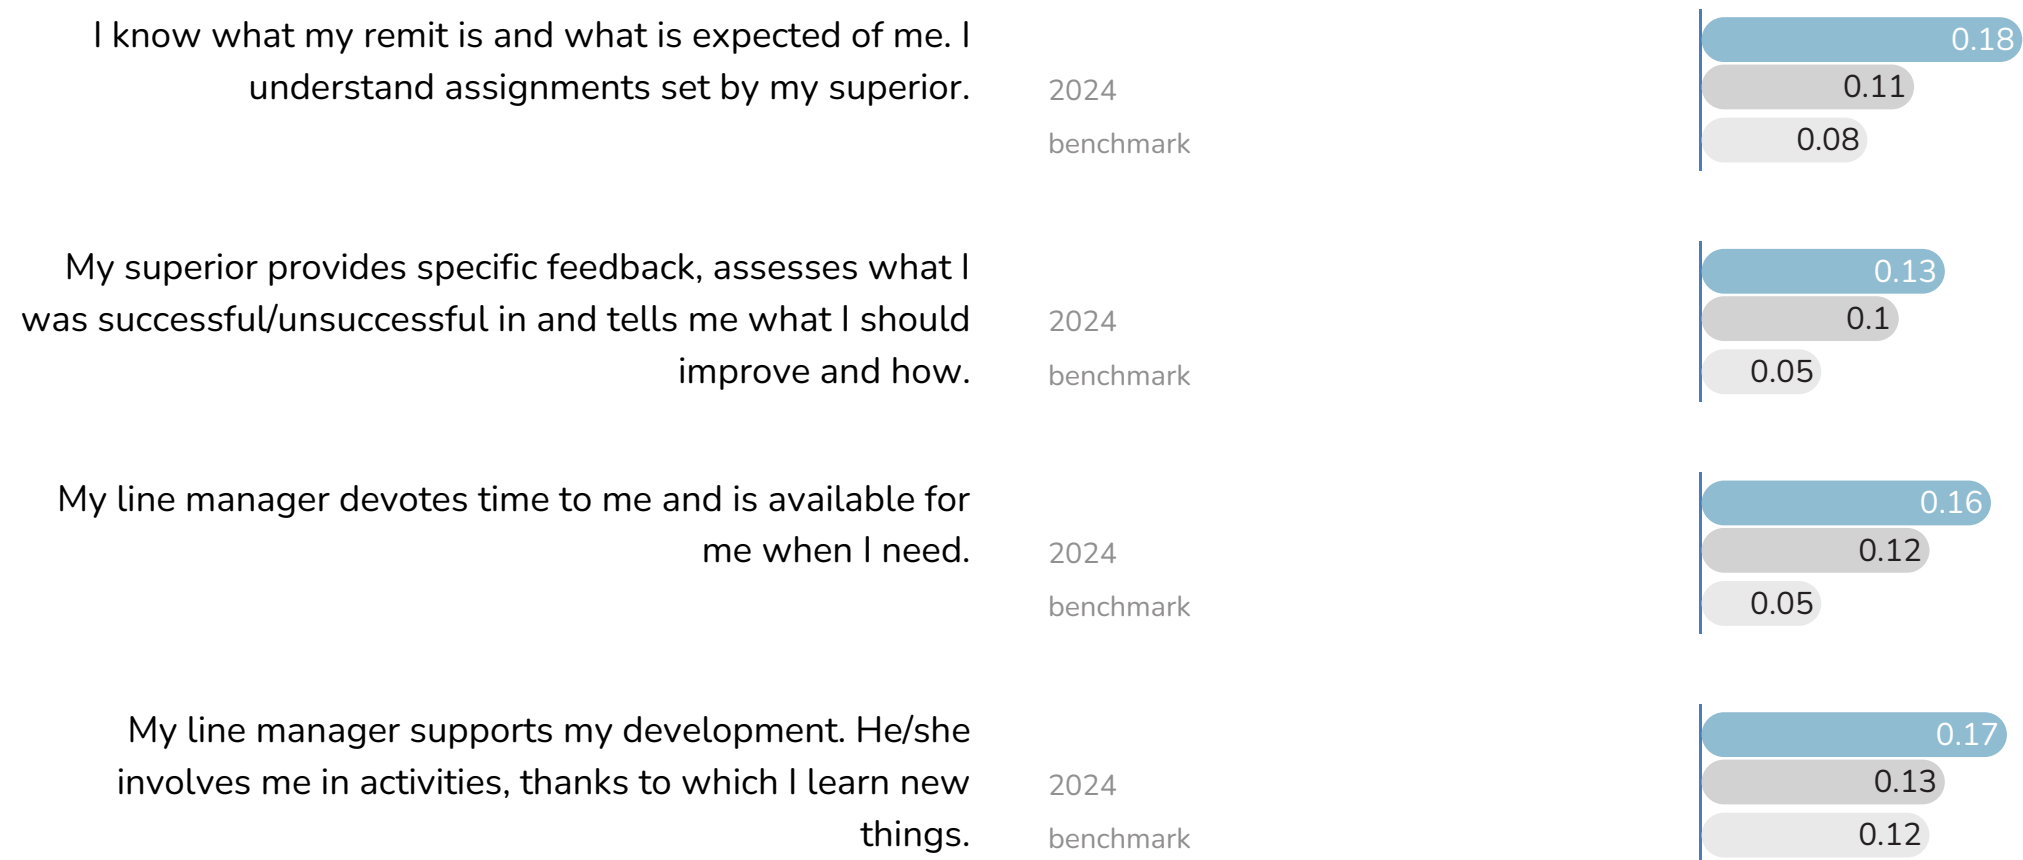 I know what my remit is and what is expected of me. I
understand assignments set by my superior.
0.18
2024
0.11
benchmark
0.08
My superior provides specific feedback, assesses what I
was successful/unsuccessful in and tells me what I should
improve and how.
0.13
2024
0.1
benchmark
0.05
My line manager devotes time to me and is available for
me when I need.
0.16
2024
0.12
benchmark
0.05
My line manager supports my development. He/she
involves me in activities, thanks to which I learn new
things.
0.17
2024
0.13
benchmark
0.12